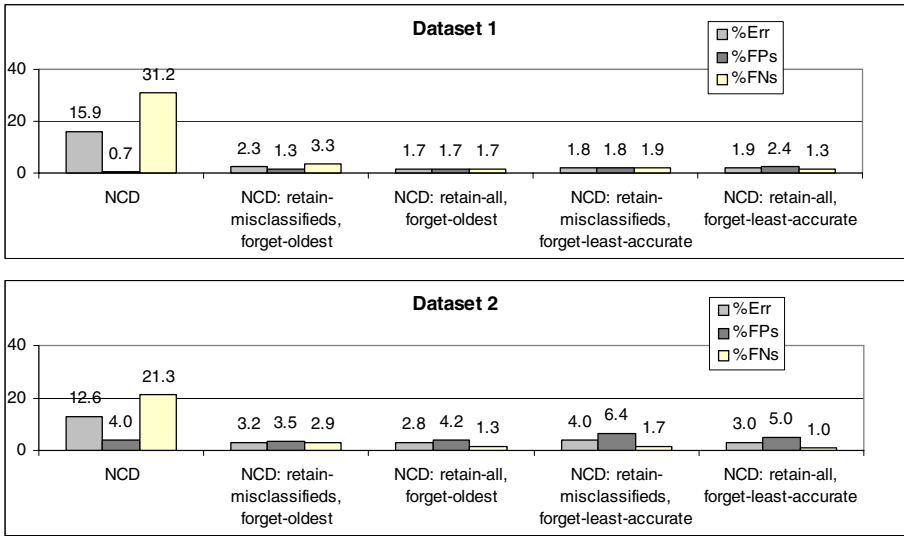 Dataset 1
%Err
%FPs
%FNs
40
20
0
15.9
0.7
31.2
2.3 1.3 3.3
1.7 1.7 1.7
1.8 1.8 1.9
1.9 2.4 1.3
NCD
NCD: retain-
misclassifieds,
forget-oldest
NCD: retain-all,
forget-oldest
NCD: retain-
misclassifieds,
forget-least-accurate
NCD: retain-all,
forget-least-accurate
Dataset 2
%Err
%FPs
%FNs
40
20
0
12.6
4.0
21.3
3.2 3.5 2.9
2.8 4.2 1.3
4.0 6.4 1.7
3.0 5.0 1.0
NCD
NCD: retain-
misclassifieds,
forget-oldest
NCD: retain-all,
forget-oldest
NCD: retain-
misclassifieds,
forget-least-accurate
NCD: retain-all,
forget-least-accurate